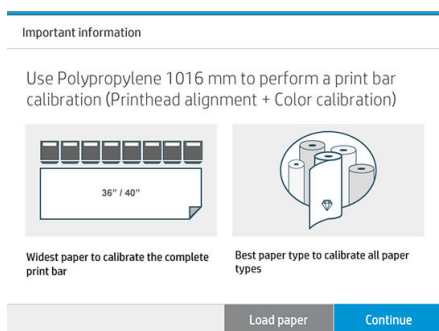 Important information
Use Polypropylene 1016 mm to perform a print bar
calibration (Printhead alignment + Color calibration)
36" / 40"
Widest paper to calibrate the complete
print bar
Best paper type to calibrate all paper
types
Load paper
Continue